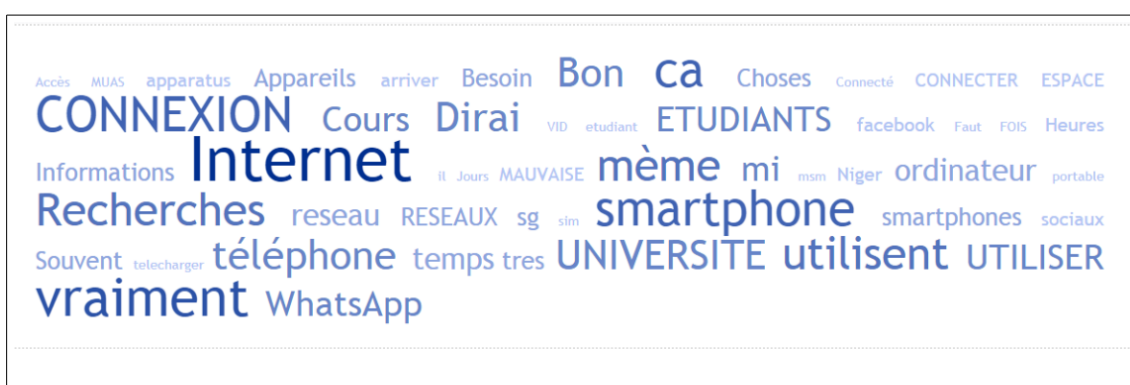 Accès MUAS apparatus Appareils arriver Besoin Bon ca Choses Connecté CONNECTER ESPACE
CONNEXION Cours Dirai VID etudiant ETUDIANTS facebook Faut FOIS Heures
Informations Internet il Jours MAUVAISE mème mi msm Niger ordinateur portable
Recherches reseau RESEAUX sg sim smartphone smartphones sociaux
Souvent telecharger téléphone temps tres UNIVERSITE utilisent UTILISER
vraiment WhatsApp